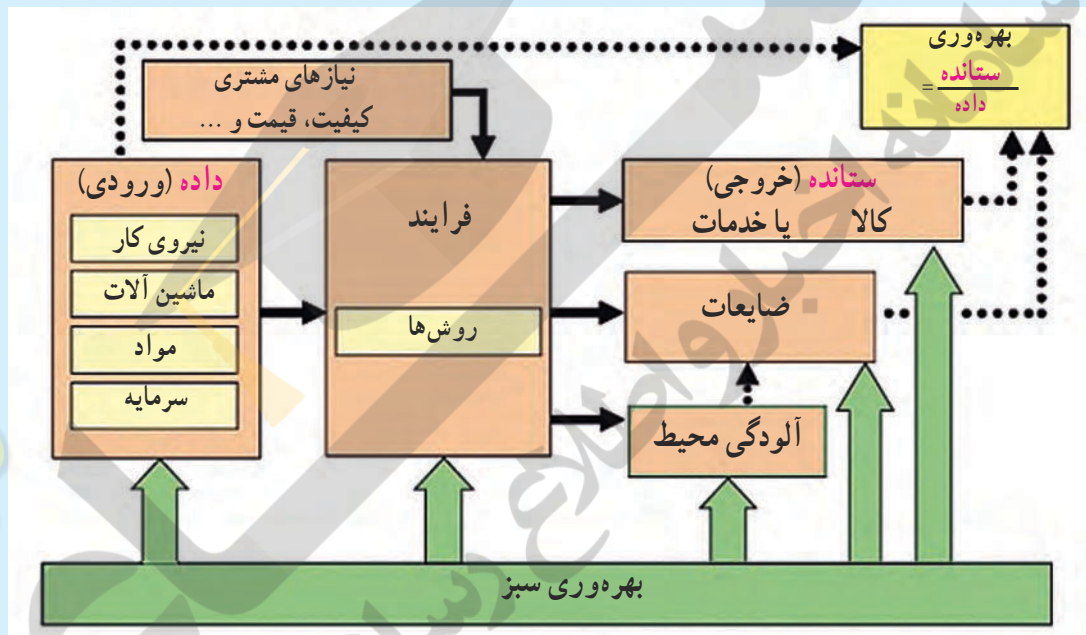 بهره‌وری
= ستانده
داده
نیازهای مشتری
کیفیت، قیمت و ...
داده (ورودی)
نیروی کار
ماشین آلات
مواد
سرمایه
فرایند
روش‌ها
ستانده (خروجی)
کالا یا خدمات
ضایعات
آلودگی محیط
بهره‌وری سبز